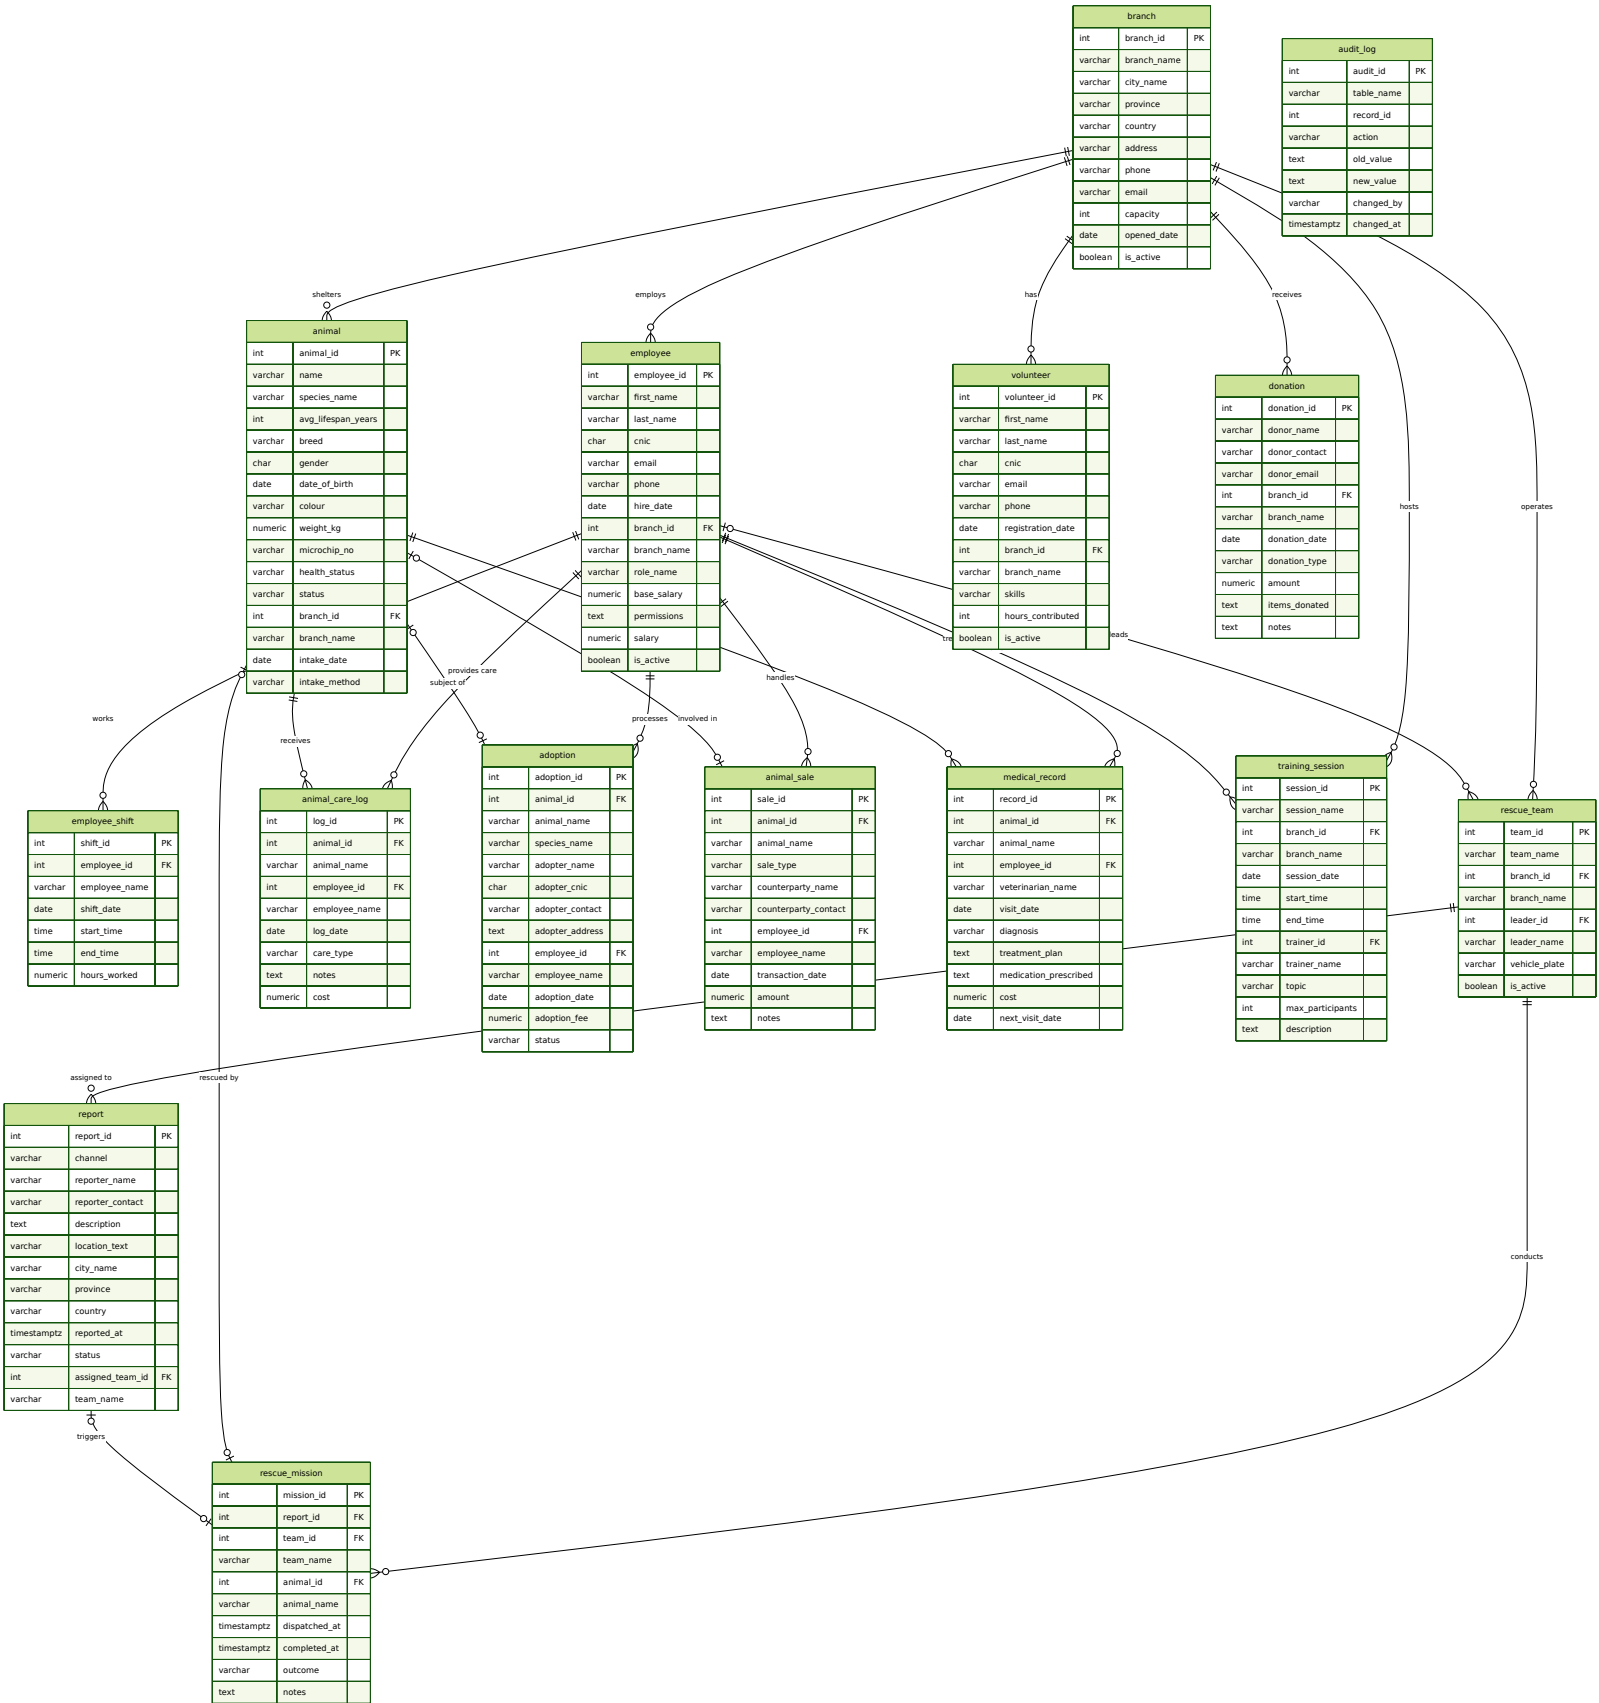 branch
int branch_id PK
varchar branch_name
varchar city_name
varchar province
varchar country
varchar address
varchar phone
varchar email
int capacity
date opened_date
boolean is_active
audit_log
int audit_id PK
varchar table_name
int record_id
varchar action
text old_value
text new_value
varchar changed_by
timestamptz changed_at
shelters
employs
has
receives
animal
int animal_id PK
varchar name
varchar species_name
int avg_lifespan_years
varchar breed
char gender
date date_of_birth
varchar colour
numeric weight_kg
varchar microchip_no
varchar health_status
varchar status
int branch_id FK
varchar branch_name
date intake_date
varchar intake_method
employee
int employee_id PK
varchar first_name
varchar last_name
char cnic
varchar email
varchar phone
date hire_date
int branch_id FK
varchar branch_name
varchar role_name
numeric base_salary
text permissions
numeric salary
boolean is_active
volunteer
int volunteer_id PK
varchar first_name
varchar last_name
char cnic
varchar email
varchar phone
date registration_date
int branch_id FK
varchar branch_name
varchar skills
int hours_contributed
boolean is_active
donation
int donation_id PK
varchar donor_name
varchar donor_contact
varchar donor_email
int branch_id FK
varchar branch_name
date donation_date
varchar donation_type
numeric amount
text items_donated
text notes
hosts
operates
leads
provides care
subject of
handles
works
receives
processes
involved in
employee_shift
int shift_id PK
int employee_id FK
varchar employee_name
date shift_date
time start_time
time end_time
numeric hours_worked
animal_care_log
int log_id PK
int animal_id FK
varchar animal_name
int employee_id FK
varchar employee_name
date log_date
varchar care_type
text notes
numeric cost
adoption
int adoption_id PK
int animal_id FK
varchar animal_name
varchar species_name
varchar adopter_name
char adopter_cnic
varchar adopter_contact
text adopter_address
int employee_id FK
varchar employee_name
date adoption_date
numeric adoption_fee
varchar status
animal_sale
int sale_id PK
int animal_id FK
varchar animal_name
varchar sale_type
varchar counterparty_name
varchar counterparty_contact
int employee_id FK
varchar employee_name
date transaction_date
numeric amount
text notes
medical_record
int record_id PK
int animal_id FK
varchar animal_name
int employee_id FK
varchar veterinarian_name
date visit_date
varchar diagnosis
text treatment_plan
text medication_prescribed
numeric cost
date next_visit_date
training_session
int session_id PK
varchar session_name
int branch_id FK
varchar branch_name
date session_date
time start_time
time end_time
int trainer_id FK
varchar trainer_name
varchar topic
int max_participants
text description
rescue_team
int team_id PK
varchar team_name
int branch_id FK
varchar branch_name
int leader_id FK
varchar leader_name
varchar vehicle_plate
boolean is_active
assigned to
rescued by
report
int report_id PK
varchar channel
varchar reporter_name
varchar reporter_contact
text description
varchar location_text
varchar city_name
varchar province
varchar country
timestamptz reported_at
varchar status
int assigned_team_id FK
varchar team_name
conducts
triggers
rescue_mission
int mission_id PK
int report_id FK
int team_id FK
varchar team_name
int animal_id FK
varchar animal_name
timestamptz dispatched_at
timestamptz completed_at
varchar outcome
text notes